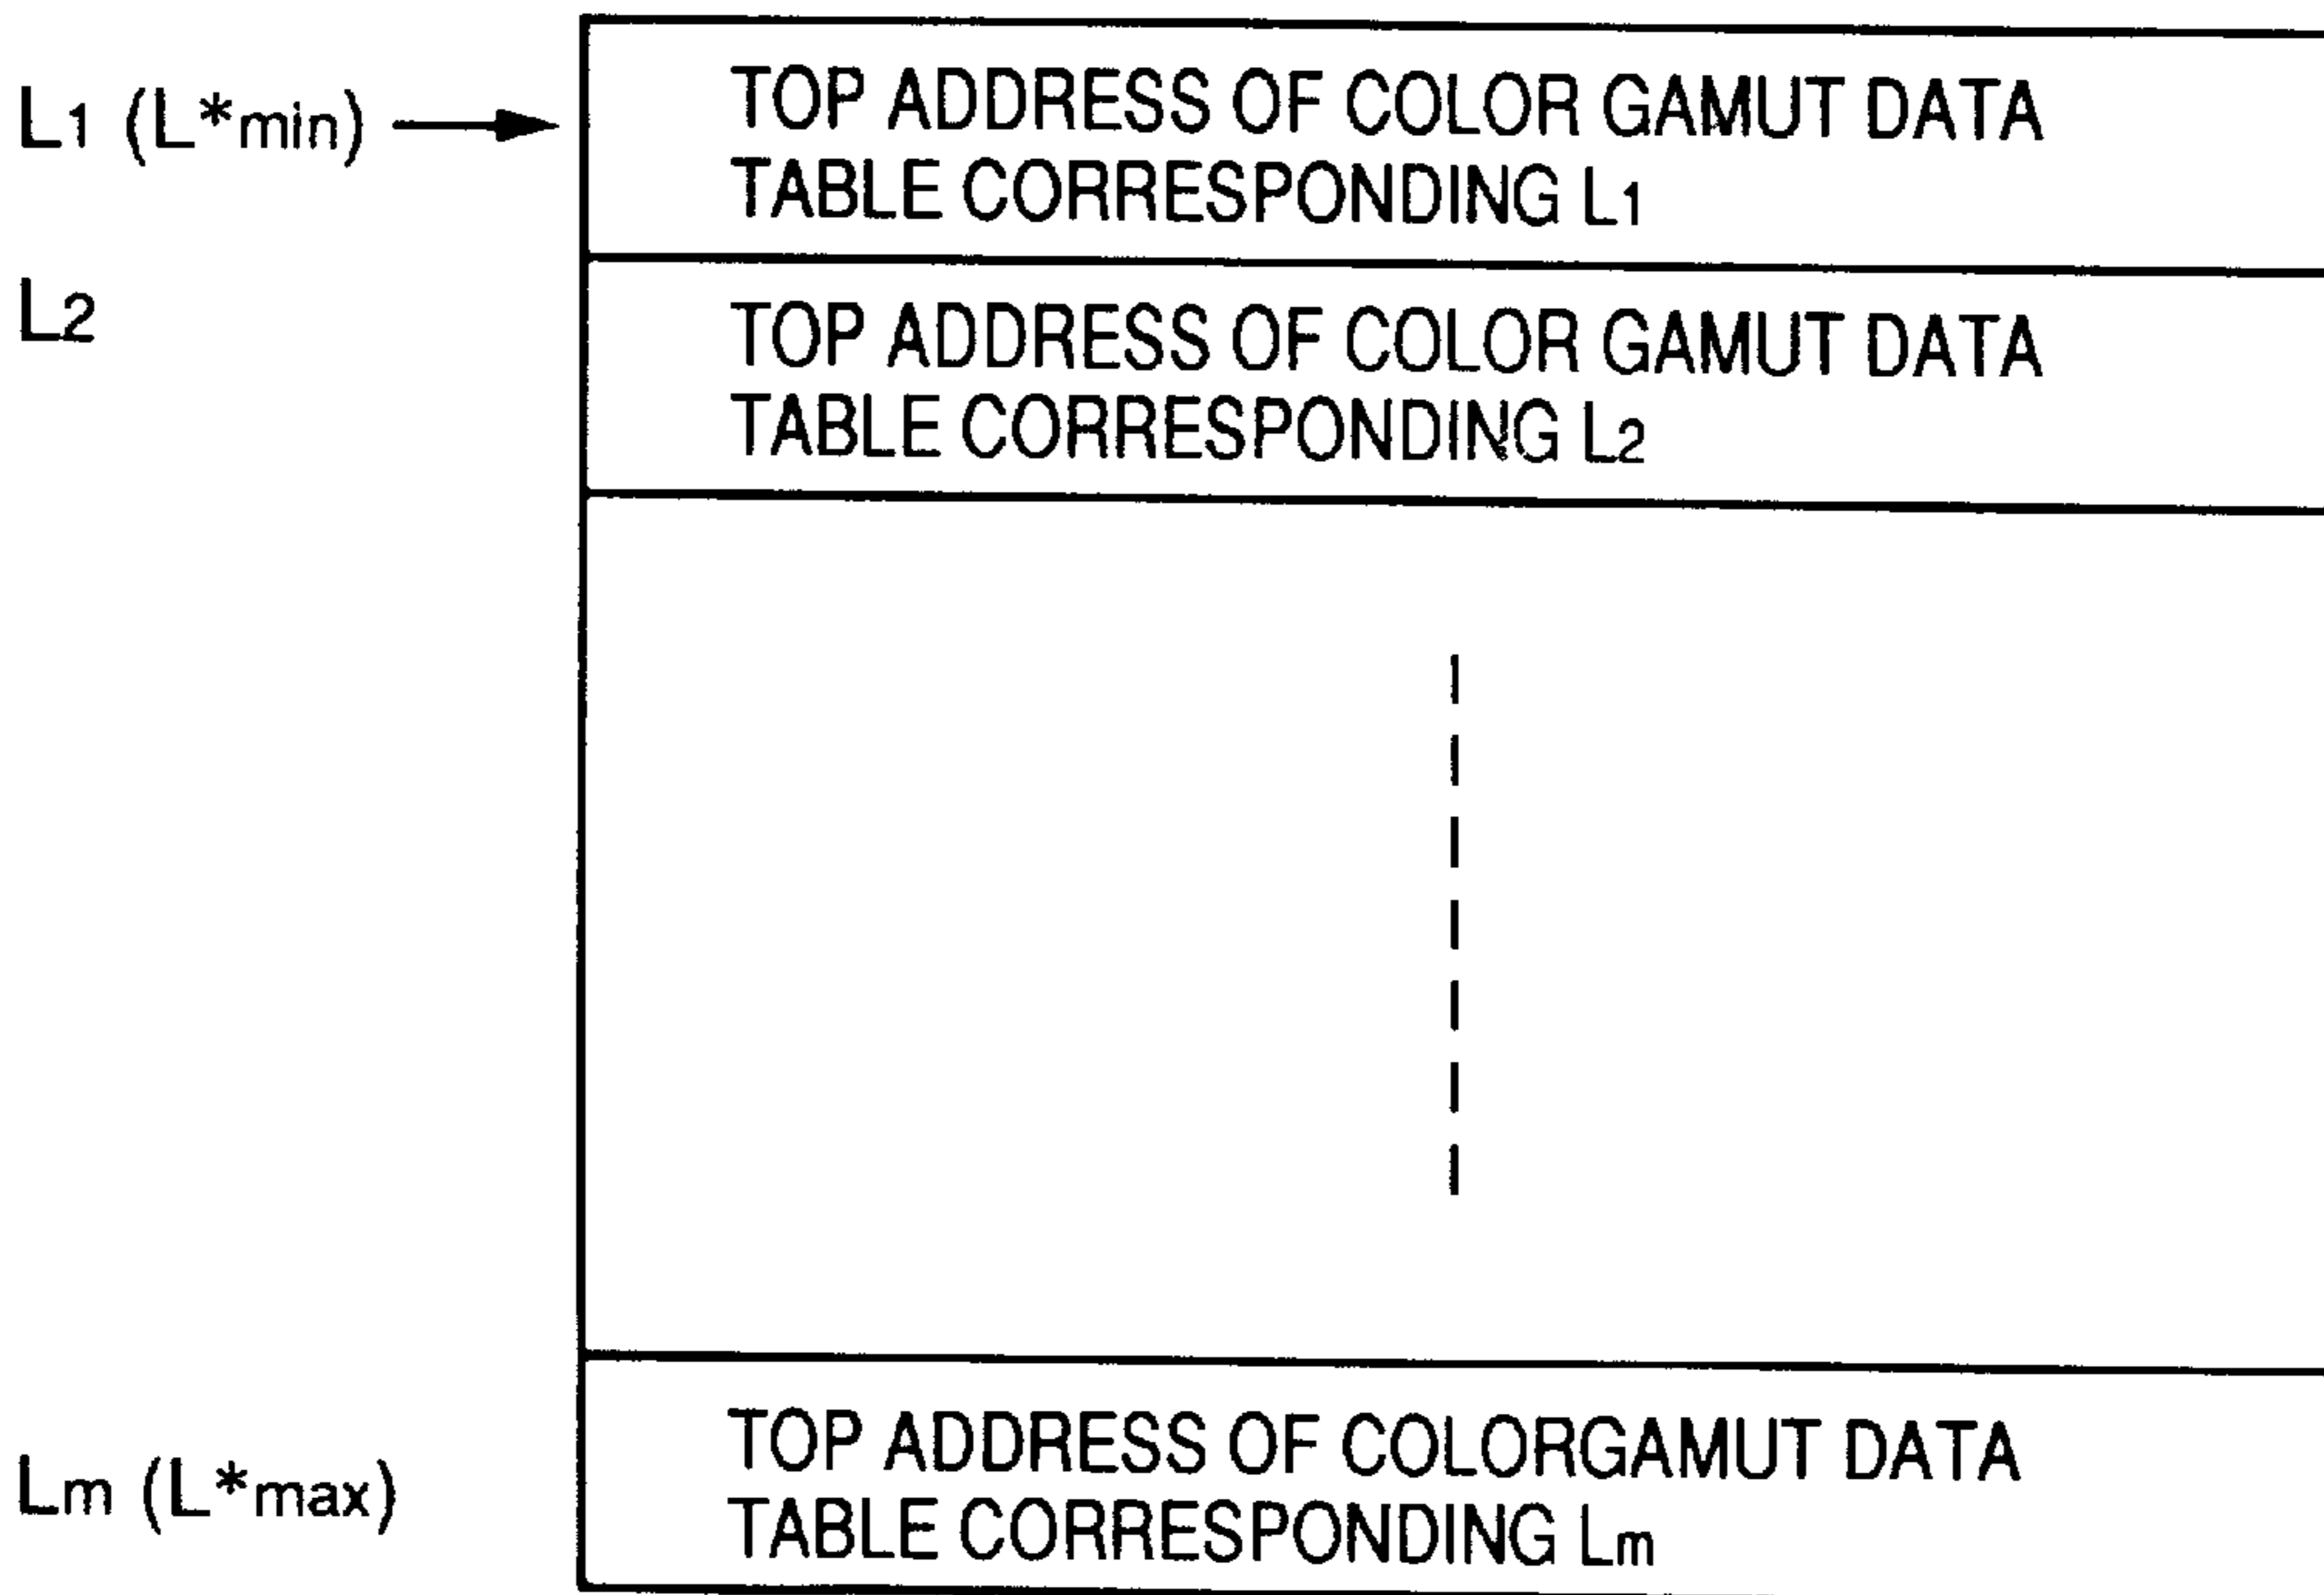 L1 (L*min)
TOP ADDRESS OF COLOR GAMUT DATA
TABLE CORRESPONDING L1
L2
TOP ADDRESS OF COLOR GAMUT DATA
TABLE CORRESPONDING L2
Lm (L*max)
TOP ADDRESS OF COLORGAMUT DATA
TABLE CORRESPONDING Lm